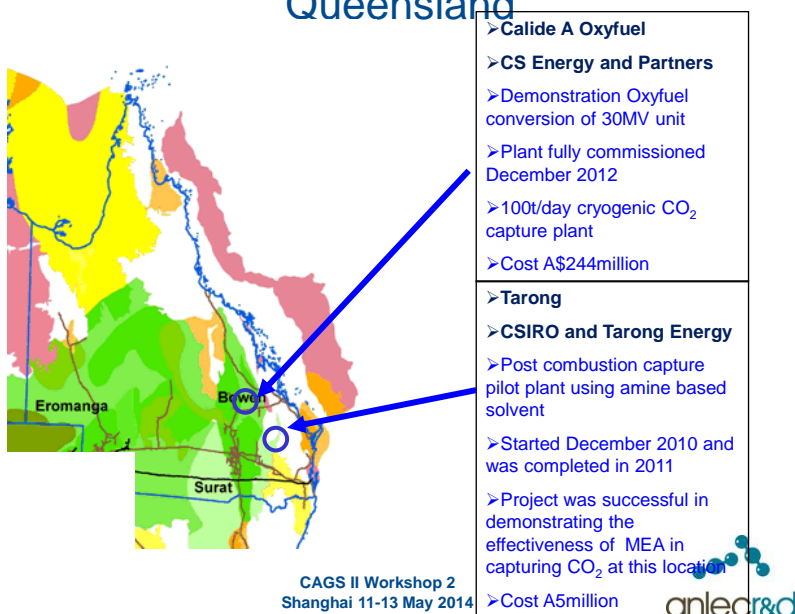 Queensland
➢Calide A Oxyfuel
➢CS Energy and Partners
➢Demonstration Oxyfuel
conversion of 30MV unit
➢Plant fully commissioned
December 2012
➢100t/day cryogenic CO2
capture plant
➢Cost A$244million
➢Tarong
➢CSIRO and Tarong Energy
➢Post combustion capture
pilot plant using amine based
solvent
➢Started December 2010 and
was completed in 2011
➢Project was successful in
demonstrating the
effectiveness of MEA in
capturing CO2 at this location
➢Cost A5million
Bowen
Eromanga
Surat
CAGS II Workshop 2
Shanghai 11-13 May 2014
anlecr&d